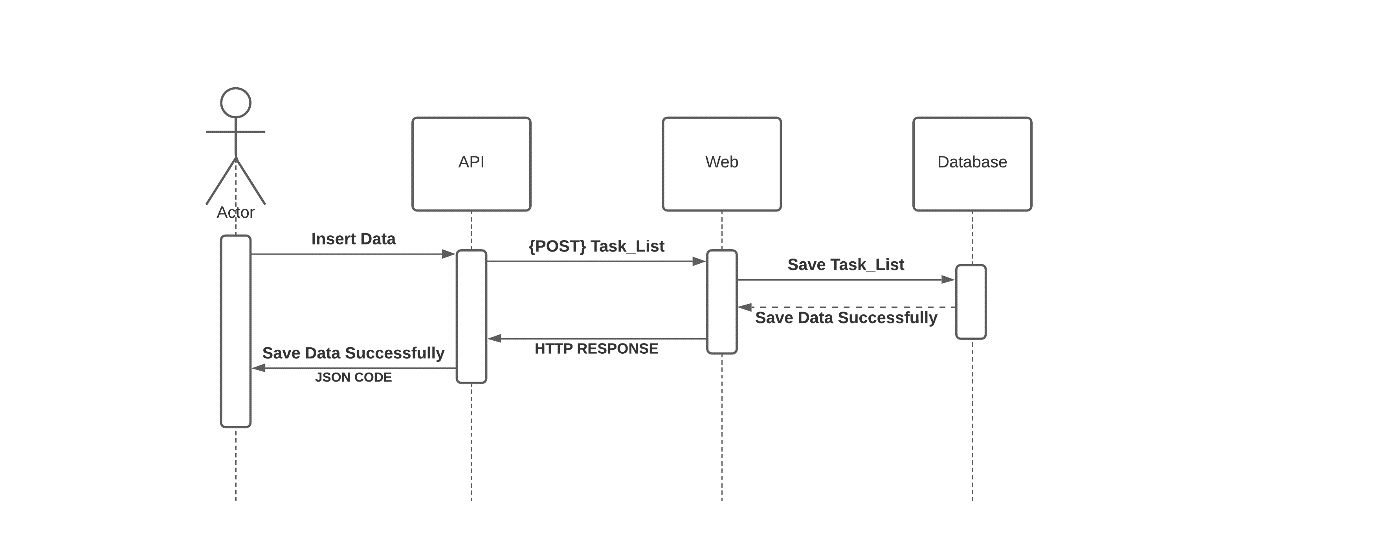 API
Web
Database
Actor
Insert Data
{POST} Task_List
Save Task_List
Save Data Successfully
HTTP RESPONSE
Save Data Successfully
JSON CODE